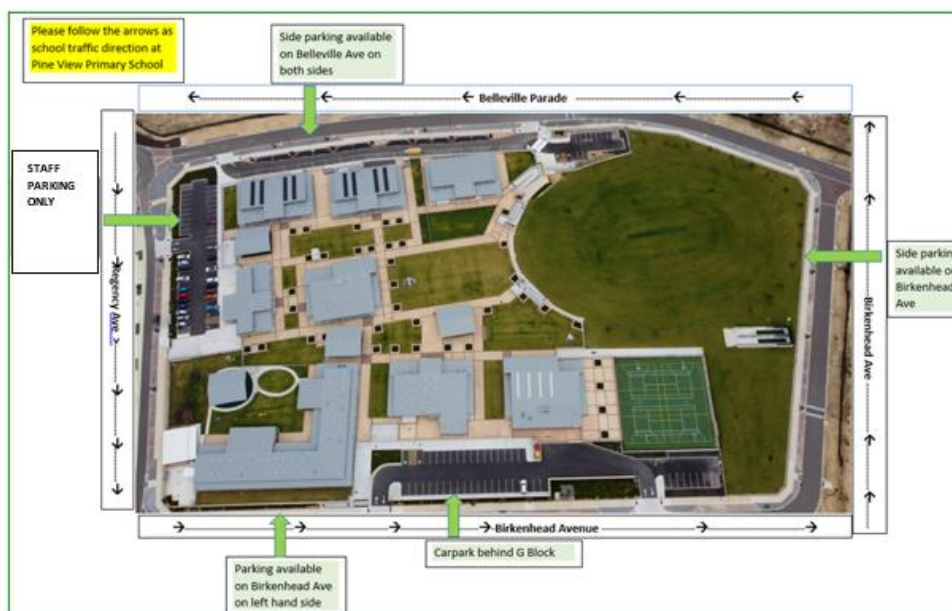 Please follow the arrows as
school traffic direction at
Pine View Primary School
Side parking available
on Belleville Ave on
both sides
Belleville Parade
STAFF
PARKING
ONLY
Regency Ave. >
Side parking
available
Birkenhead
Ave
Birkenhead Ave
Birkenhead Avenue
Parking available
on Birkenhead Ave
on left hand side
Carpark behind G Block